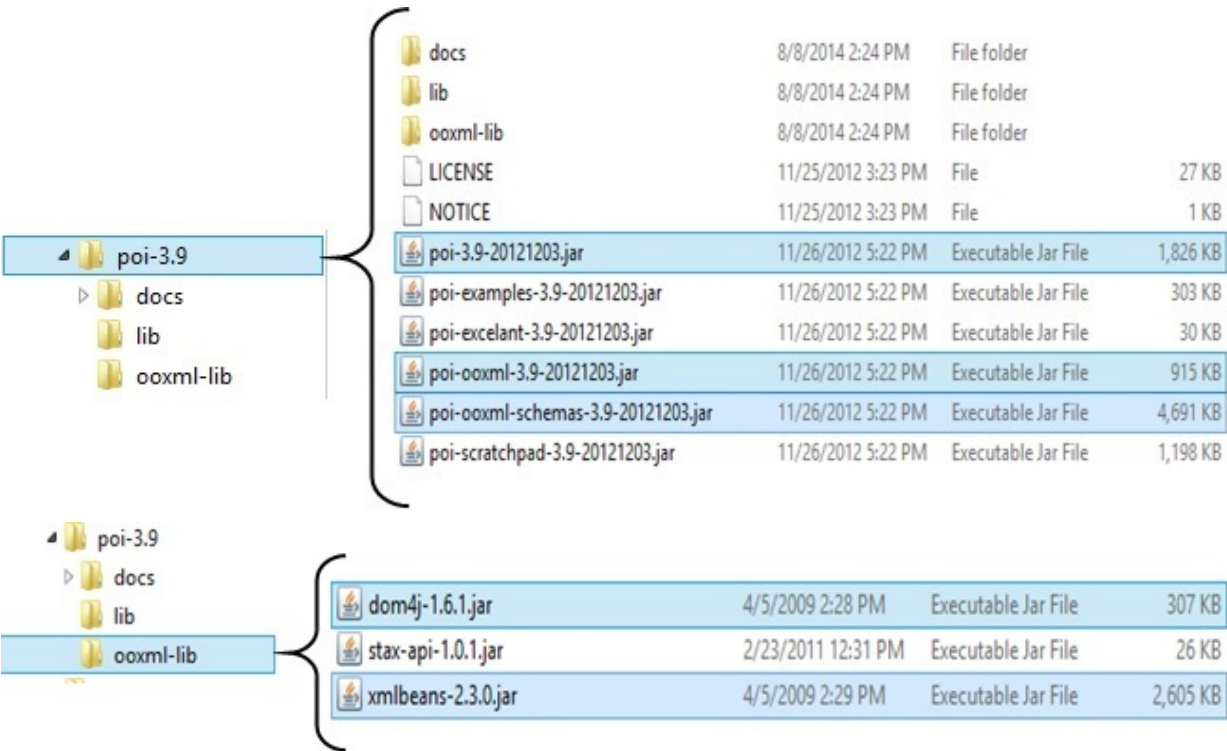 docs 8/8/2014 2:24 PM File folder
lib 8/8/2014 2:24 PM File folder
ooxml-lib 8/8/2014 2:24 PM File folder
LICENSE 11/25/2012 3:23 PM File 27 KB
NOTICE 11/25/2012 3:23 PM File 1 KB
poi-3.9
poi-3.9-20121203.jar 11/26/2012 5:22 PM Executable Jar File 1,826 KB
docs
poi-examples-3.9-20121203.jar 11/26/2012 5:22 PM Executable Jar File 303 KB
lib
poi-excelant-3.9-20121203.jar 11/26/2012 5:22 PM Executable Jar File 30 KB
ooxml-lib
poi-ooxml-3.9-20121203.jar 11/26/2012 5:22 PM Executable Jar File 915 KB
poi-ooxml-schemas-3.9-20121203.jar 11/26/2012 5:22 PM Executable Jar File 4,691 KB
poi-scratchpad-3.9-20121203.jar 11/26/2012 5:22 PM Executable Jar File 1,198 KB
poi-3.9
docs
lib
ooxml-lib
dom4j-1.6.1.jar 4/5/2009 2:28 PM Executable Jar File 307 KB
stax-api-1.0.1.jar 2/23/2011 12:31 PM Executable Jar File 26 KB
xmlbeans-2.3.0.jar 4/5/2009 2:29 PM Executable Jar File 2,605 KB